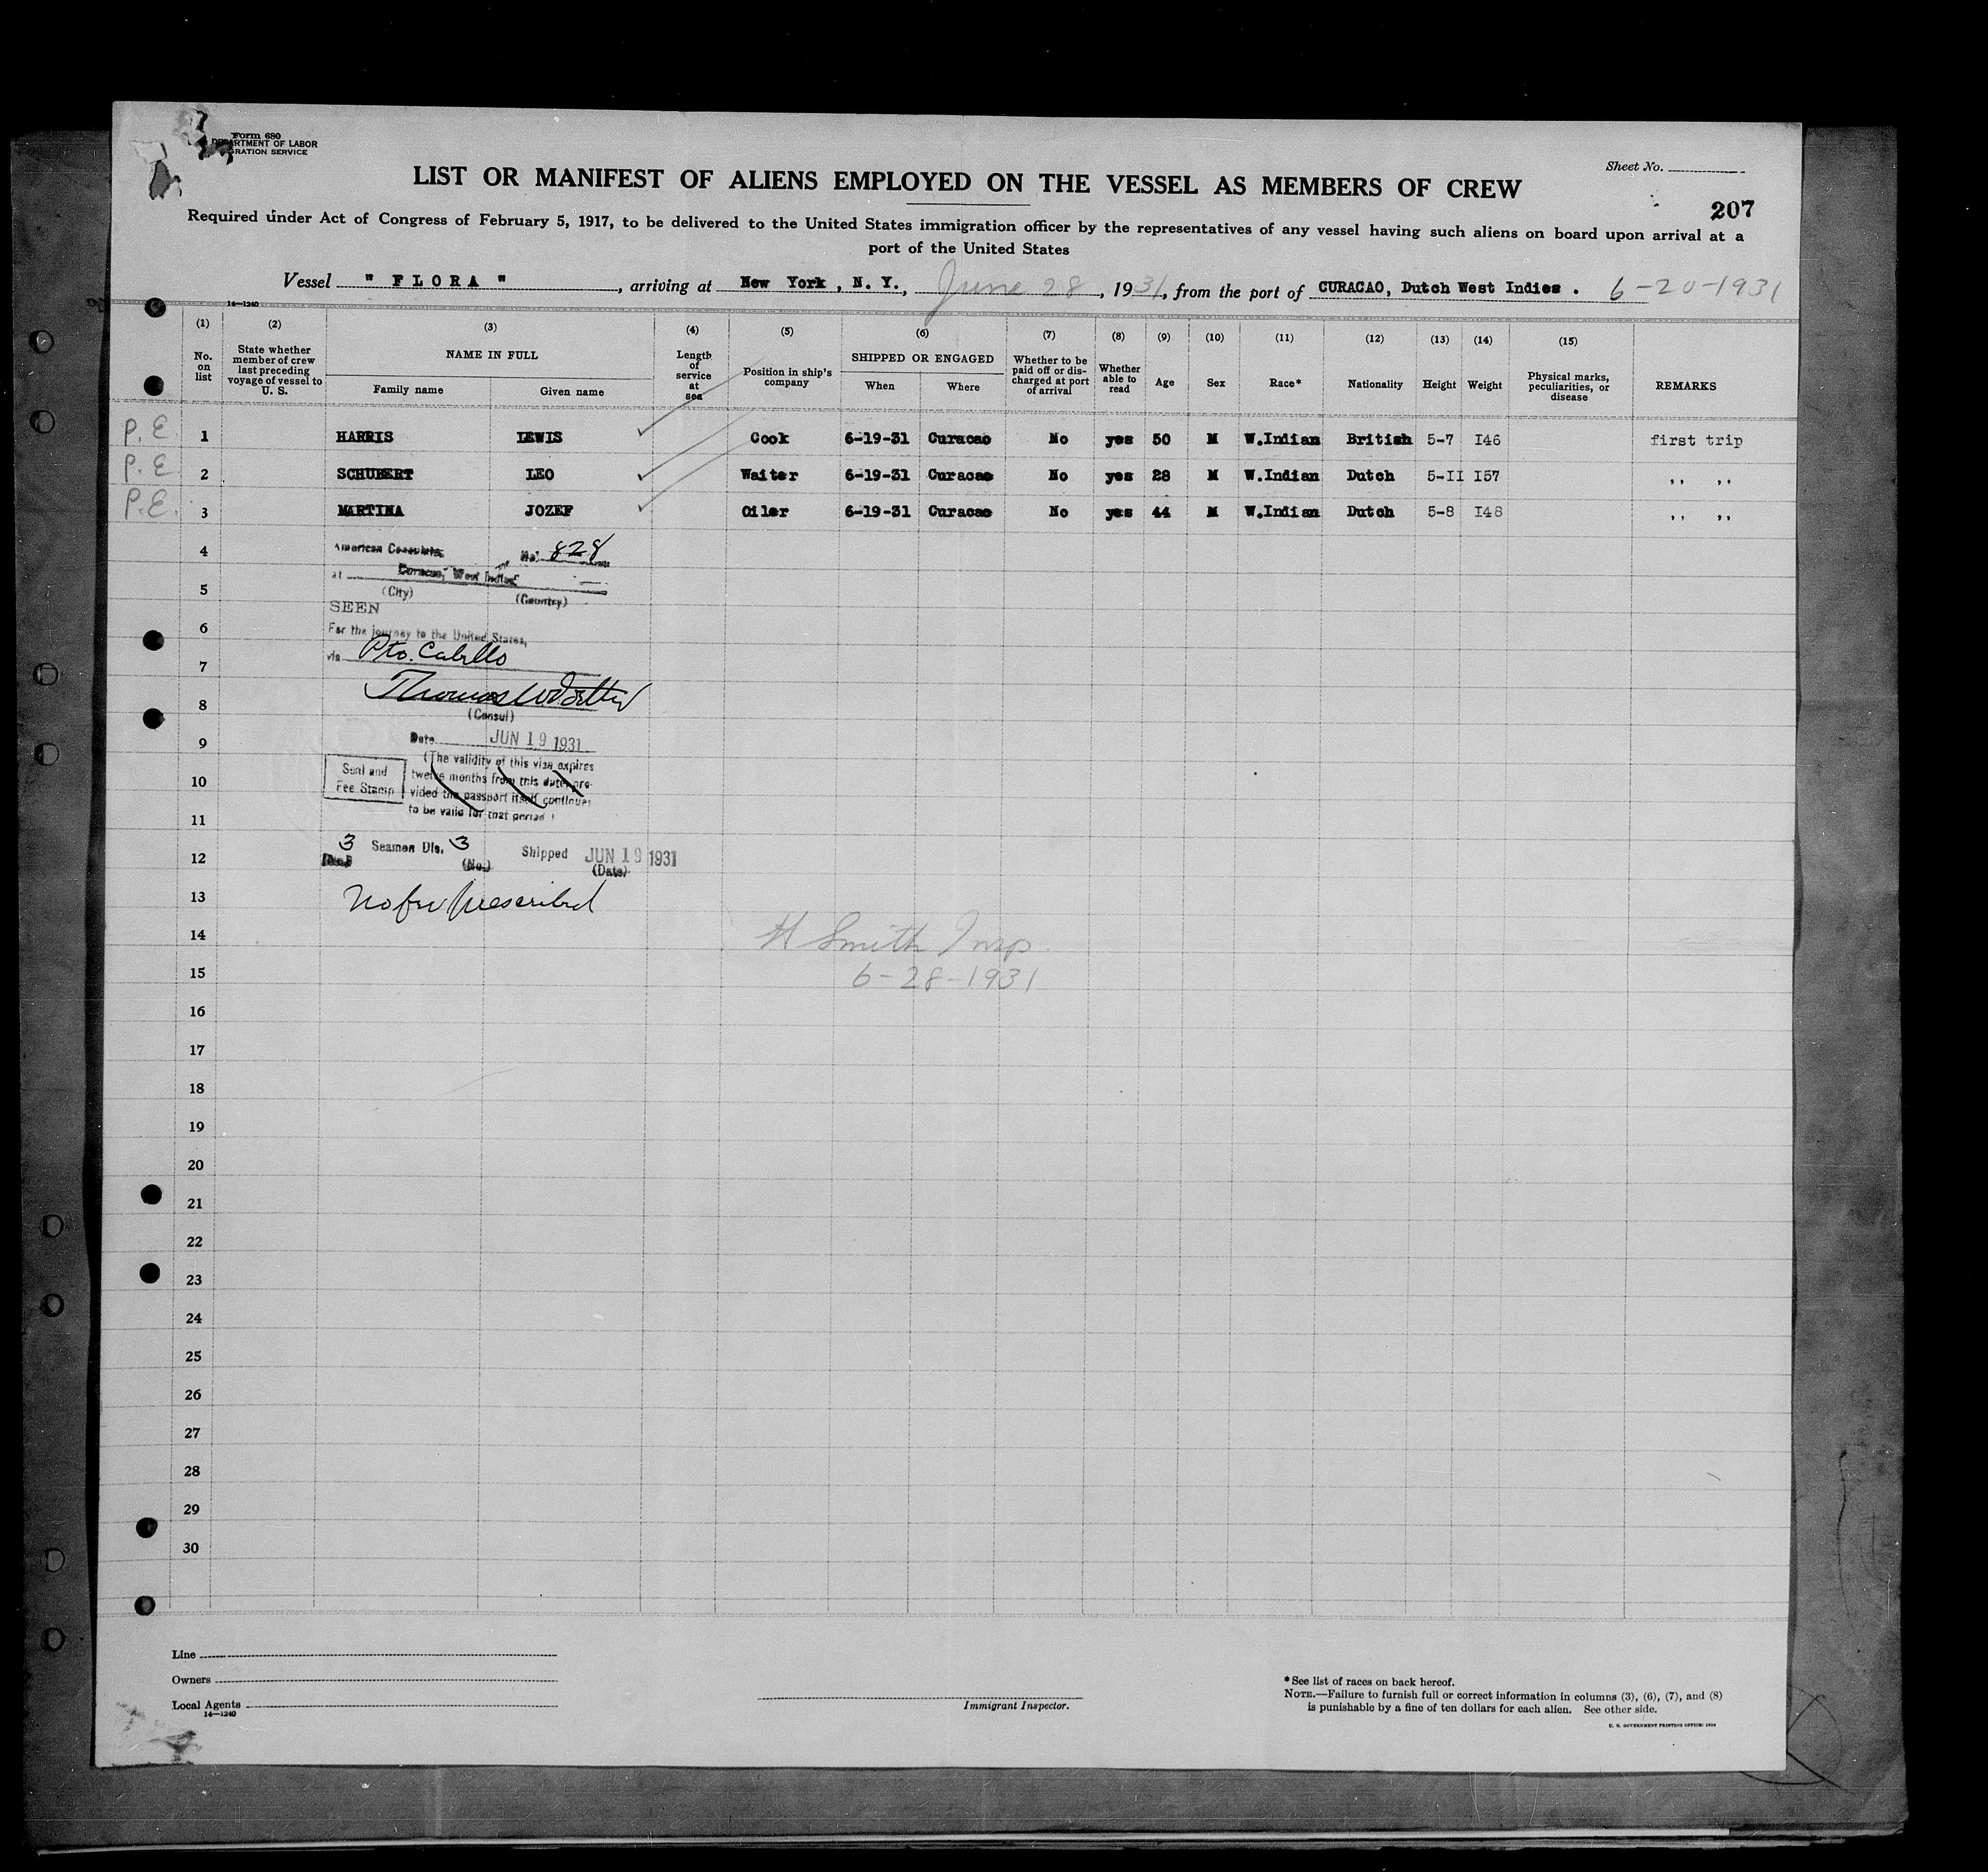 Form 680
DEPARTMENT OF LABOR
GRATION SERVICE
Sheet No.
LIST OR MANIFEST OF ALIENS EMPLOYED ON THE VESSEL AS MEMBERS OF CREW
207
Required under Act of Congress of February 5, 1917, to be delivered to the United States immigration officer by the representatives of any vessel having such aliens on board upon arrival at a
port of the United States
Vessel " FLORA ", arriving at New York, N. Y., June 28, 1931, from the port of CURACAO, Dutch West Indies. 6-20-1931
14—1240
(1) (2) (3) (4) (5) (6) (7) (8) (9) (10) (11) (12) (13) (14) (15)
No. on list State whether member of crew last preceding voyage of vessel to U. S. NAME IN FULL Family name Given name Length of service at sea Position in ship's company SHIPPED OR ENGAGED When Where Whether to be paid off or discharged at port of arrival Whether able to read Age Sex Race* Nationality Height Weight Physical marks, peculiarities, or disease REMARKS
P.E 1 HARRIS LEWIS Cook 6-19-31 Curacao No yes 50 M W.Indian British 5-7 I46 first trip
P.E 2 SCHUBERT LEO Waiter 6-19-31 Curacao No yes 28 M W.Indian Dutch 5-II I57 ,, ,,
P.E. 3 MARTINA JOZEF Oiler 6-19-31 Curacao No yes 44 M W.Indian Dutch 5-8 I48 ,, ,,
4 American Consulate, No. 828
at Curacao, West Indies
5 (City) (Country)
SEEN
6 For the journey to the United States,
via Pto. Cabello
7
8 (Consul)
9 Date JUN 19 1931
(The validity of this visa expires
10 Seal and Fee Stamp twelve months from this date, pro-
vided the passport itself continues
11 to be valid for that period)
3 Seamen Dis. 3 Shipped JUN 19 1931
12 (No.) (No.) (Date)
13 No fee prescribed
14 H Smith Insp.
15 6-28-1931
16
17
18
19
20
21
22
23
24
25
26
27
28
29
30
Line
Owners
Local Agents
14—1240
Immigrant Inspector.
* See list of races on back hereof.
NOTE.—Failure to furnish full or correct information in columns (3), (6), (7), and (8)
is punishable by a fine of ten dollars for each alien. See other side.
U. S. GOVERNMENT PRINTING OFFICE: